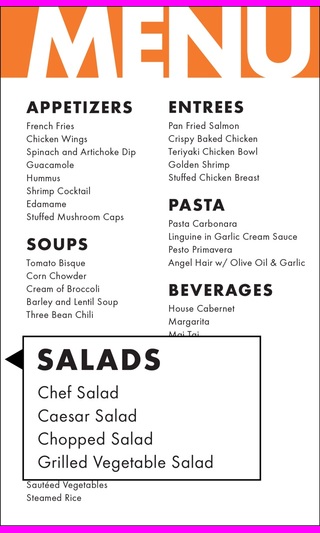 MENU
APPETIZERS
French Fries
Chicken Wings
Spinach and Artichoke Dip
Guacamole
Hummus
Shrimp Cocktail
Edamame
Stuffed Mushroom Caps
SOUPS
Tomato Bisque
Corn Chowder
Cream of Broccoli
Barley and Lentil Soup
Three Bean Chili
ENTREES
Pan Fried Salmon
Crispy Baked Chicken
Teriyaki Chicken Bowl
Golden Shrimp
Stuffed Chicken Breast
PASTA
Pasta Carbonara
Linguine in Garlic Cream Sauce
Pesto Primavera
Angel Hair w/ Olive Oil & Garlic
BEVERAGES
House Cabernet
Margarita
Mai Tai
SALADS
Chef Salad
Caesar Salad
Chopped Salad
Grilled Vegetable Salad
Sautéed Vegetables
Steamed Rice